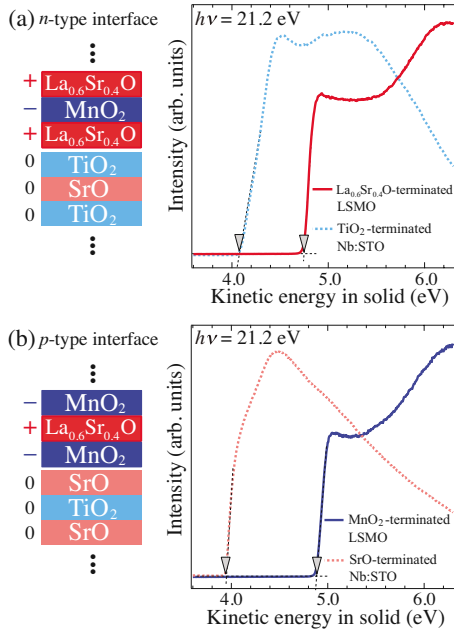 (a) n-type interface
+ La₀.₆Sr₀.₄O
− MnO₂
+ La₀.₆Sr₀.₄O
0 TiO₂
0 SrO
0 TiO₂
hν = 21.2 eV
Intensity (arb. units)
La₀.₆Sr₀.₄O-terminated
LSMO
TiO₂-terminated
Nb:STO
4.0 5.0 6.0
Kinetic energy in solid (eV)
(b) p-type interface
− MnO₂
+ La₀.₆Sr₀.₄O
− MnO₂
0 SrO
0 TiO₂
0 SrO
hν = 21.2 eV
Intensity (arb. units)
MnO₂-terminated
LSMO
SrO-terminated
Nb:STO
4.0 5.0 6.0
Kinetic energy in solid (eV)